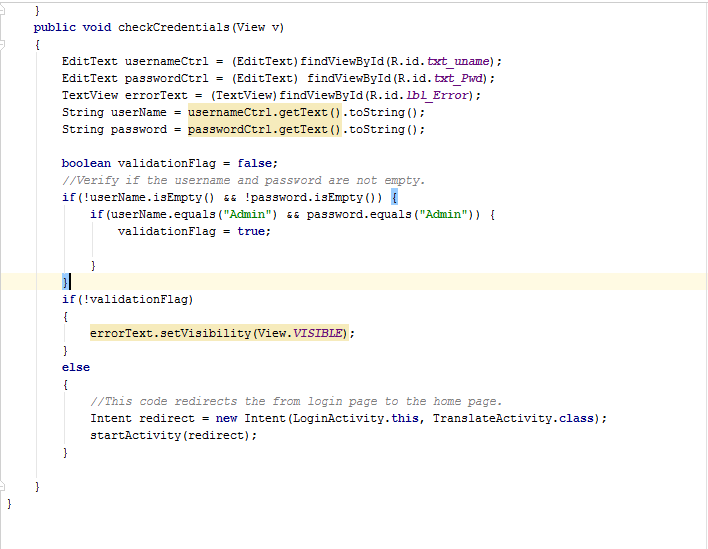 }
public void checkCredentials(View v)
{
EditText usernameCtrl = (EditText)findViewById(R.id.txt_uname);
EditText passwordCtrl = (EditText) findViewById(R.id.txt_Pwd);
TextView errorText = (TextView)findViewById(R.id.lbl_Error);
String userName = usernameCtrl.getText().toString();
String password = passwordCtrl.getText().toString();
boolean validationFlag = false;
//Verify if the username and password are not empty.
if(!userName.isEmpty() && !password.isEmpty()) {
if(userName.equals("Admin") && password.equals("Admin")) {
validationFlag = true;
}
}
if(!validationFlag)
{
errorText.setVisibility(View.VISIBLE);
}
else
{
//This code redirects the from login page to the home page.
Intent redirect = new Intent(LoginActivity.this, TranslateActivity.class);
startActivity(redirect);
}
}
}